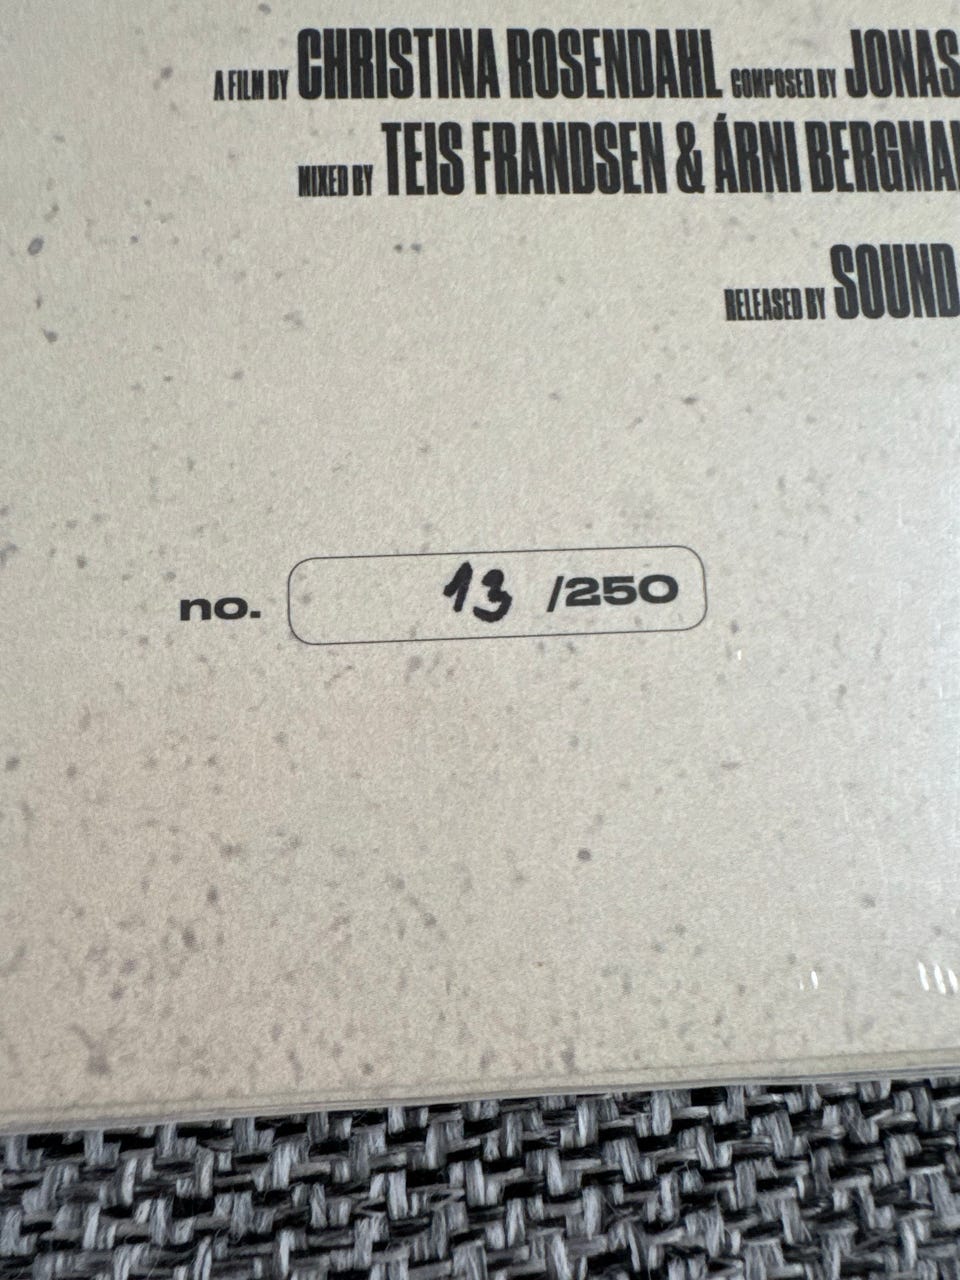 A FILM BY CHRISTINA ROSENDAHL COMPOSED BY JONAS
MIXED BY TEIS FRANDSEN & ÁRNI
RELEASED BY SOUND
no. 13 /250